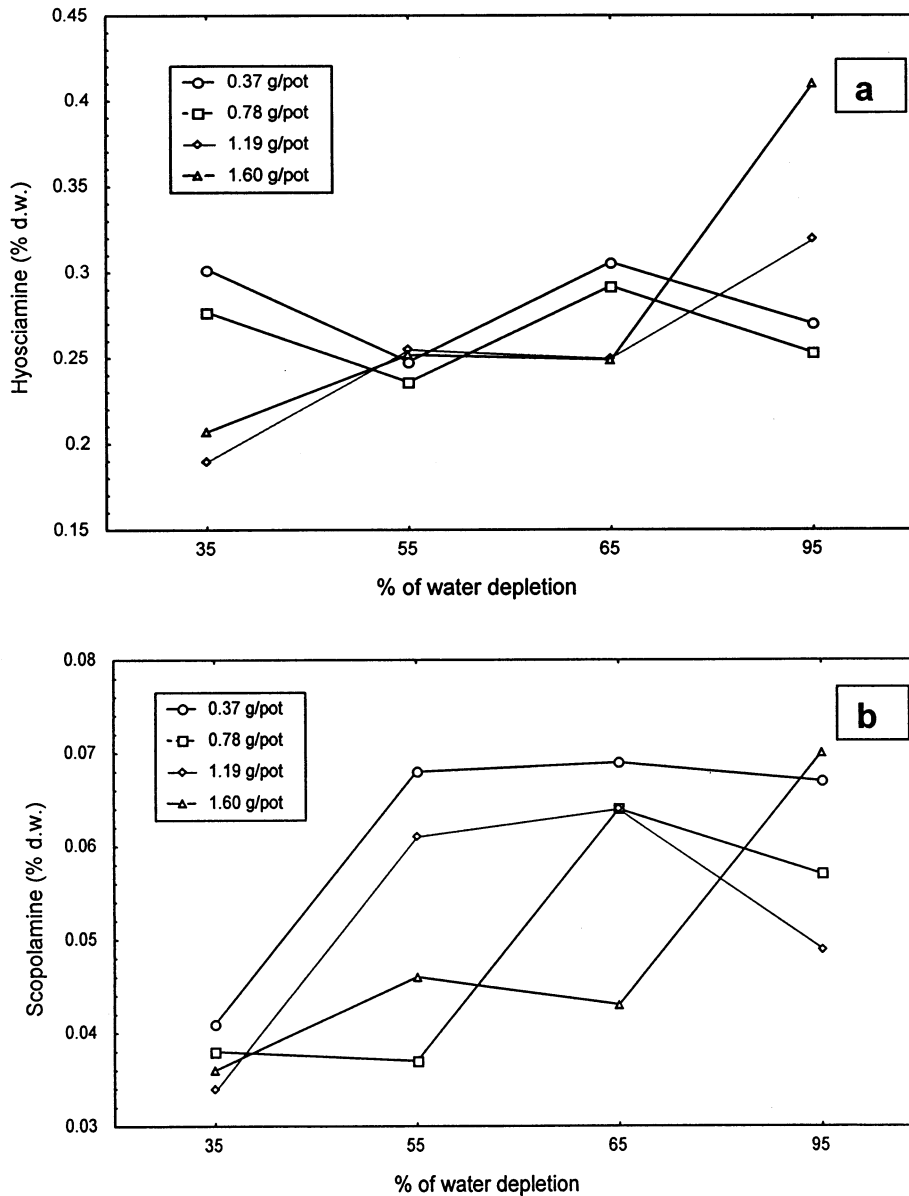 0.45
0.4
0.35
0.3
0.25
0.2
0.15
Hyosciamine (% d.w.)
0.37 g/pot
0.78 g/pot
1.19 g/pot
1.60 g/pot
a
35 55 65 95
% of water depletion
0.08
0.07
0.06
0.05
0.04
0.03
Scopolamine (% d.w.)
0.37 g/pot
0.78 g/pot
1.19 g/pot
1.60 g/pot
b
35 55 65 95
% of water depletion